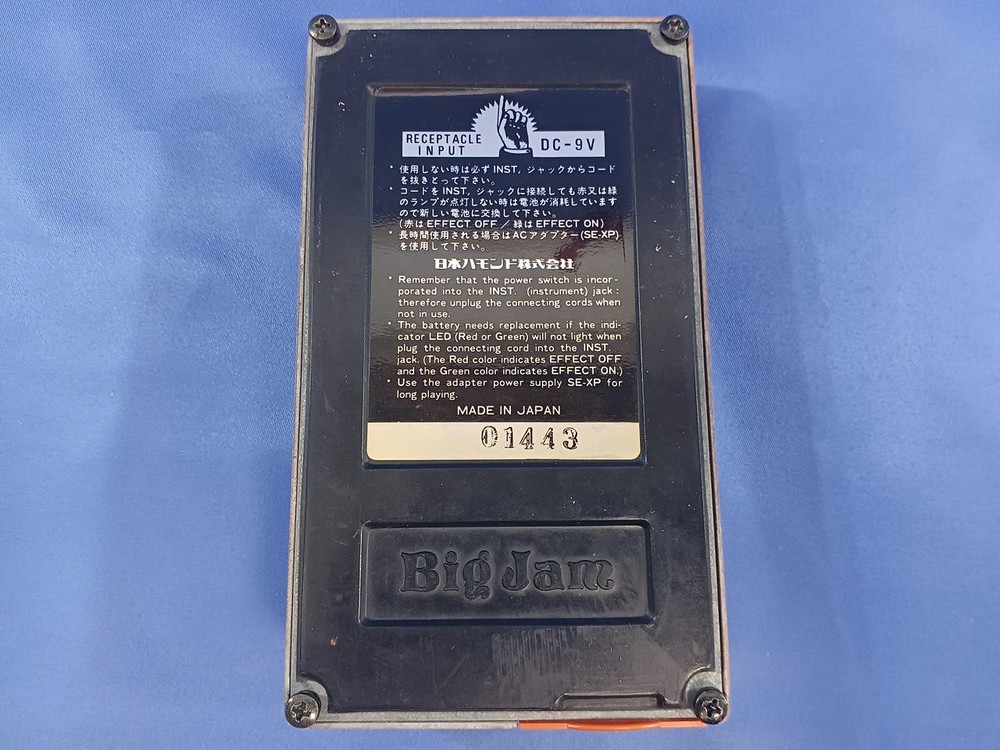 RECEPTACLE
INPUT
DC-9V
* 使用しない時は必ずINST, ジャックからコード
を抜きとって下さい。
* コードをINST, ジャックに接続しても赤又は緑
のランプが点灯しない時は電池が消耗しています
ので新しい電池に交換して下さい。
(赤はEFFECT OFF / 緑はEFFECT ON)
* 長時間使用される場合はACアダプター(SE-XP)
を使用して下さい。
日本ハモンド株式会社
* Remember that the power switch is incor-
porated into the INST. (instrument) jack :
therefore unplug the connecting cords when
not in use.
* The battery needs replacement if the indi-
cator LED (Red or Green) will not light when
plug the connecting cord into the INST.
jack. (The Red color indicates EFFECT OFF
and the Green color indicates EFFECT ON.)
* Use the adapter power supply SE-XP for
long playing.
MADE IN JAPAN
01443
Big Jam